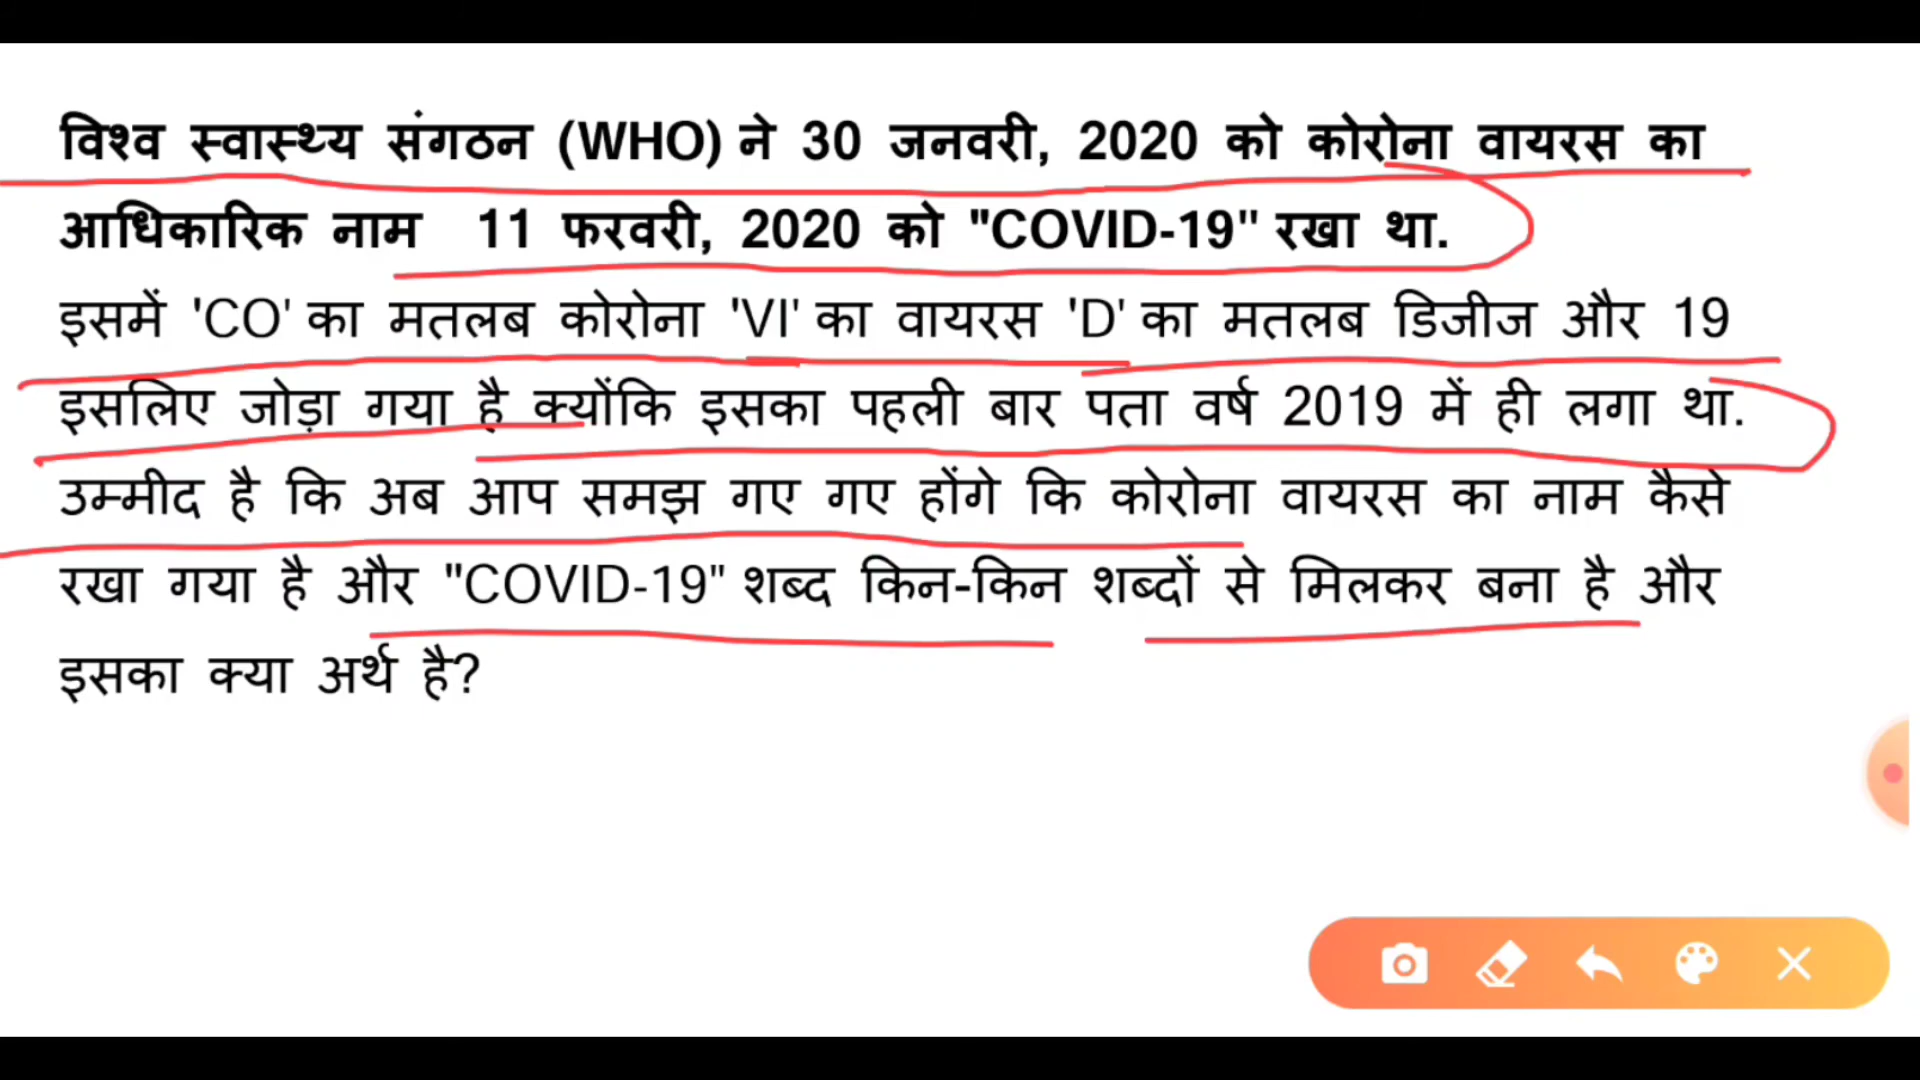 विश्व स्वास्थ्य संगठन (WHO) ने 30 जनवरी, 2020 को कोरोना वायरस का
आधिकारिक नाम 11 फरवरी, 2020 को "COVID-19" रखा था.
इसमें 'CO' का मतलब कोरोना 'VI' का वायरस 'D' का मतलब डिजीज और 19
इसलिए जोड़ा गया है क्योंकि इसका पहली बार पता वर्ष 2019 में ही लगा था.
उम्मीद है कि अब आप समझ गए गए होंगे कि कोरोना वायरस का नाम कैसे
रखा गया है और "COVID-19" शब्द किन-किन शब्दों से मिलकर बना है और
इसका क्या अर्थ है?